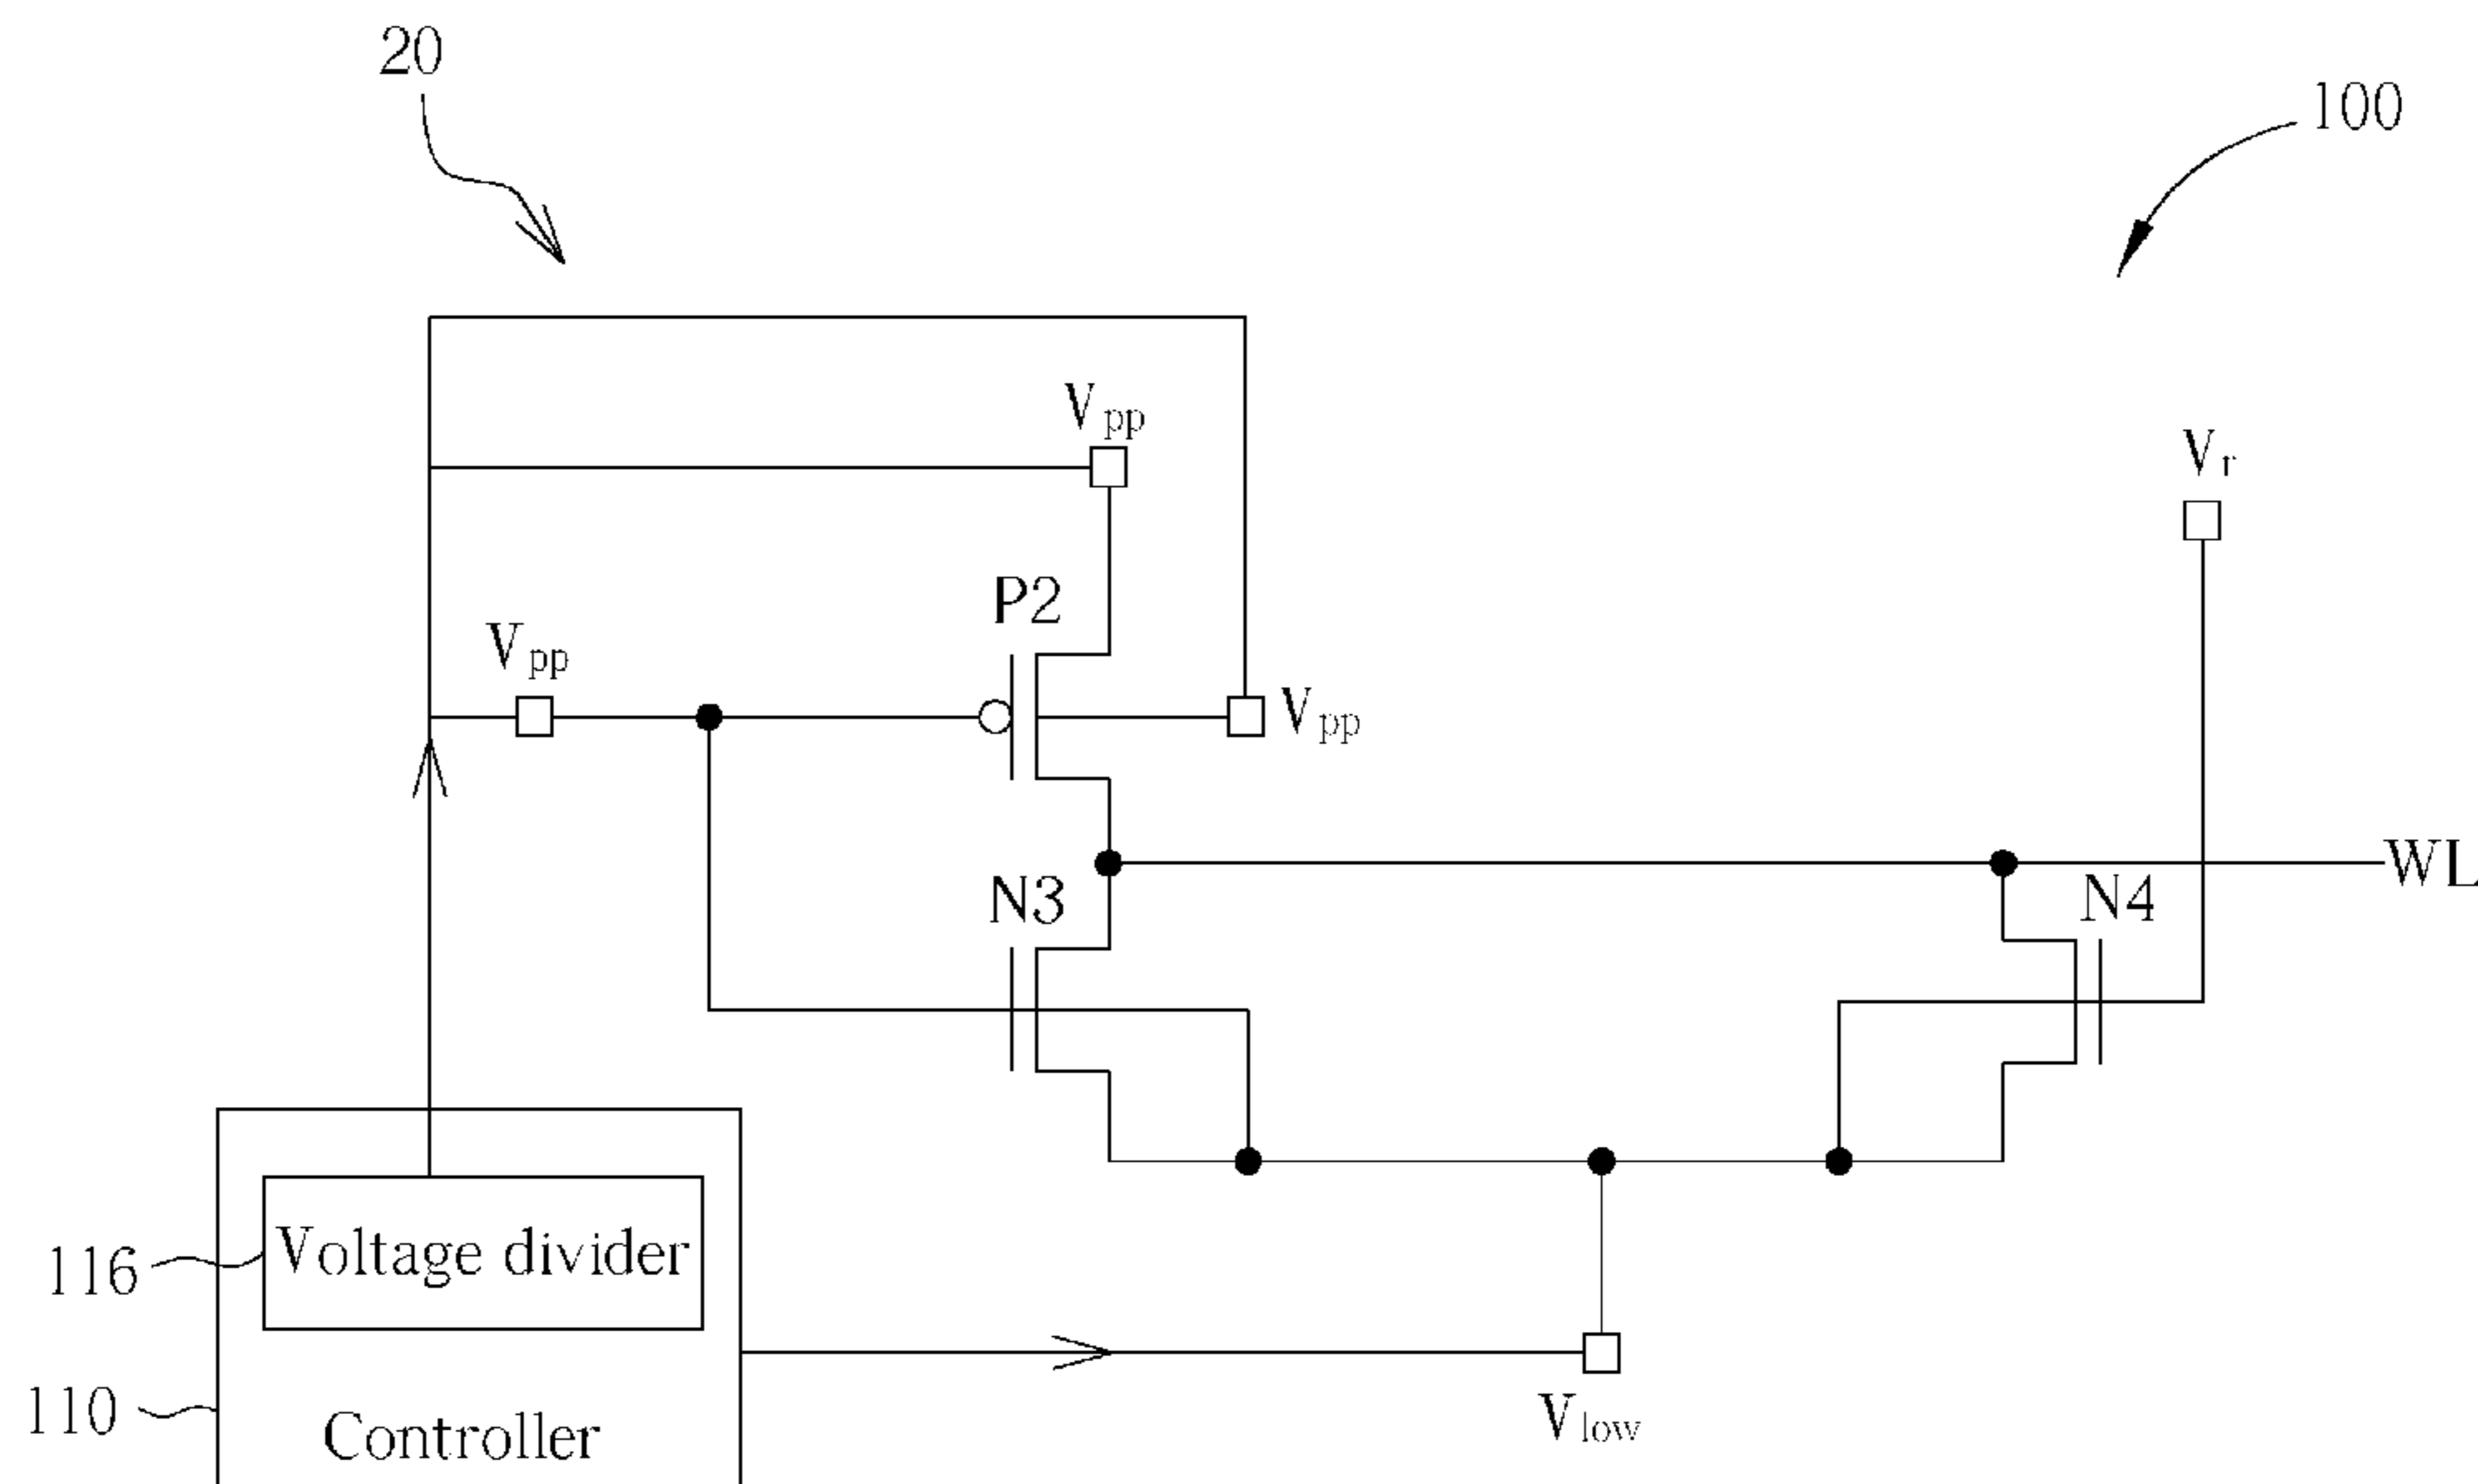 20
100
Vpp
Vr
P2
Vpp
Vpp
WL
N3
N4
Voltage divider
116
110
Controller
Vlow